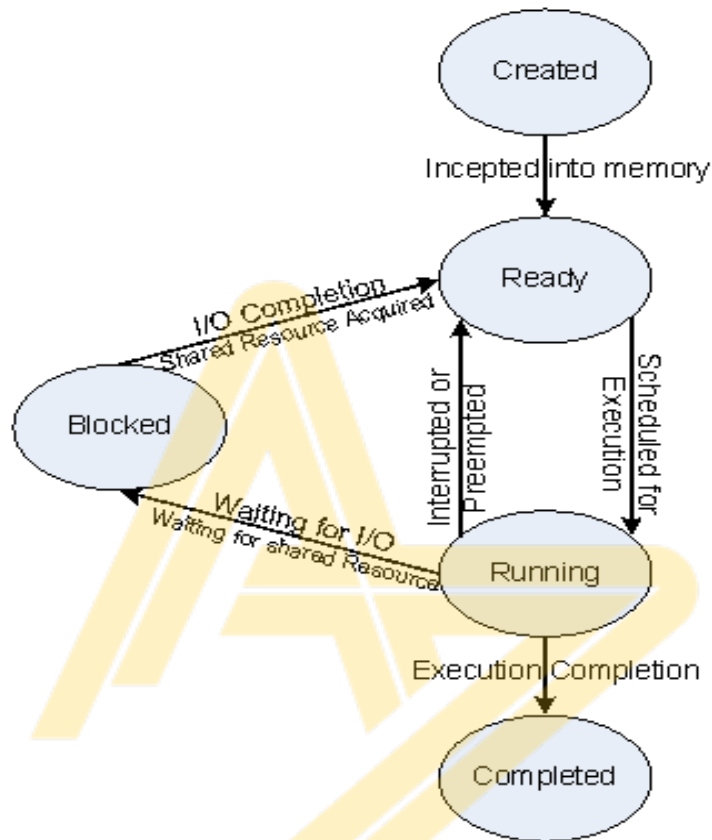 Created
Incepted into memory
Ready
I/O Completion
Shared Resource Acquired
Blocked
Interrupted or
Preempted
Scheduled for
Execution
Waiting for I/O
Waiting for shared Resource
Running
Execution Completion
Completed